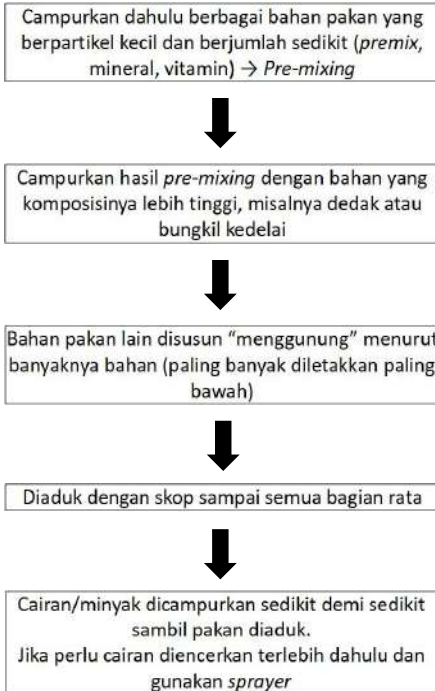 Campurkan dahulu berbagai bahan pakan yang
berpartikel kecil dan berjumlah sedikit (premix,
mineral, vitamin) → Pre-mixing
Campurkan hasil pre-mixing dengan bahan yang
komposisinya lebih tinggi, misalnya dedak atau
bungkil kedelai
Bahan pakan lain disusun “menggunung” menurut
banyaknya bahan (paling banyak diletakkan paling
bawah)
Diaduk dengan skop sampai semua bagian rata
Cairan/minyak dicampurkan sedikit demi sedikit
sambil pakan diaduk.
Jika perlu cairan diencerkan terlebih dahulu dan
gunakan sprayer